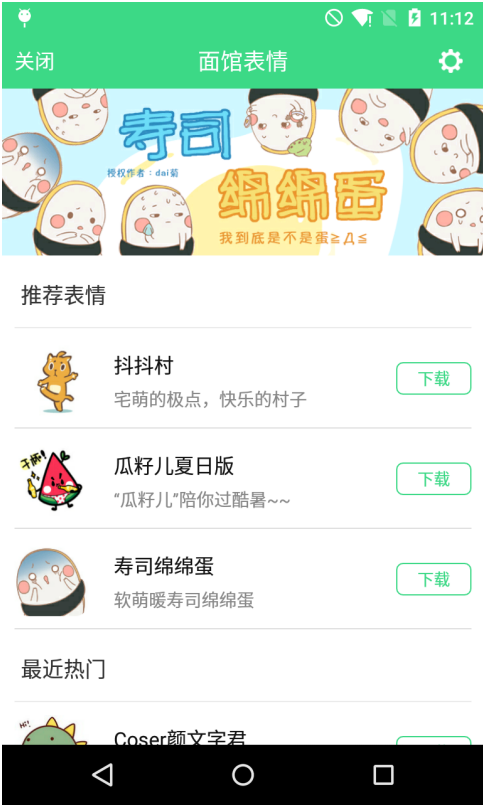 11:12
关闭
面馆表情
寿司
授权作者：dai菊
绵绵蛋
我到底是不是蛋≧Д≦
推荐表情
抖抖村
宅萌的极点，快乐的村子
下载
干杯!
瓜籽儿夏日版
“瓜籽儿”陪你过酷暑~~
下载
寿司绵绵蛋
软萌暖寿司绵绵蛋
下载
最近热门
Hi!
Coser颜文字君